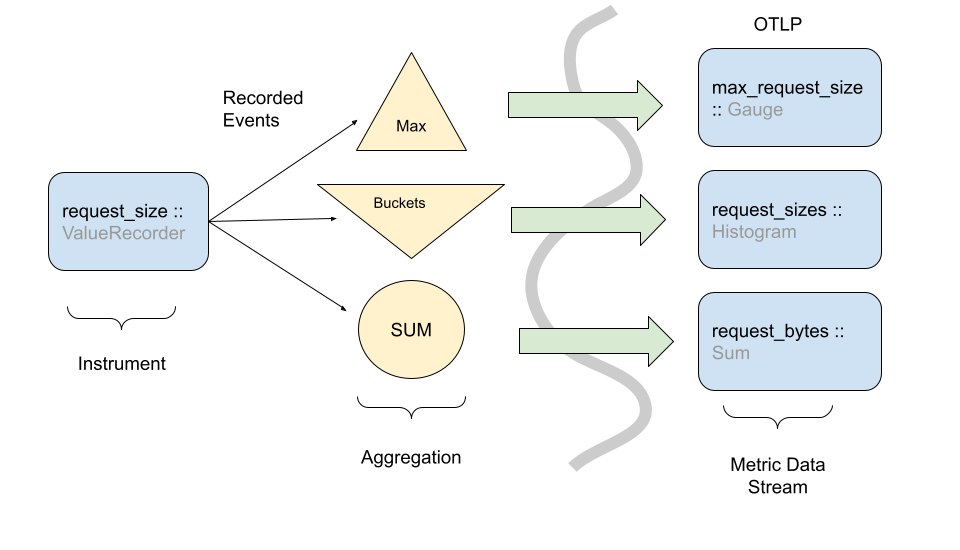 OTLP
Recorded
Events
Max
max_request_size
:: Gauge
request_size ::
ValueRecorder
Buckets
request_sizes ::
Histogram
SUM
request_bytes ::
Sum
Instrument
Aggregation
Metric Data
Stream